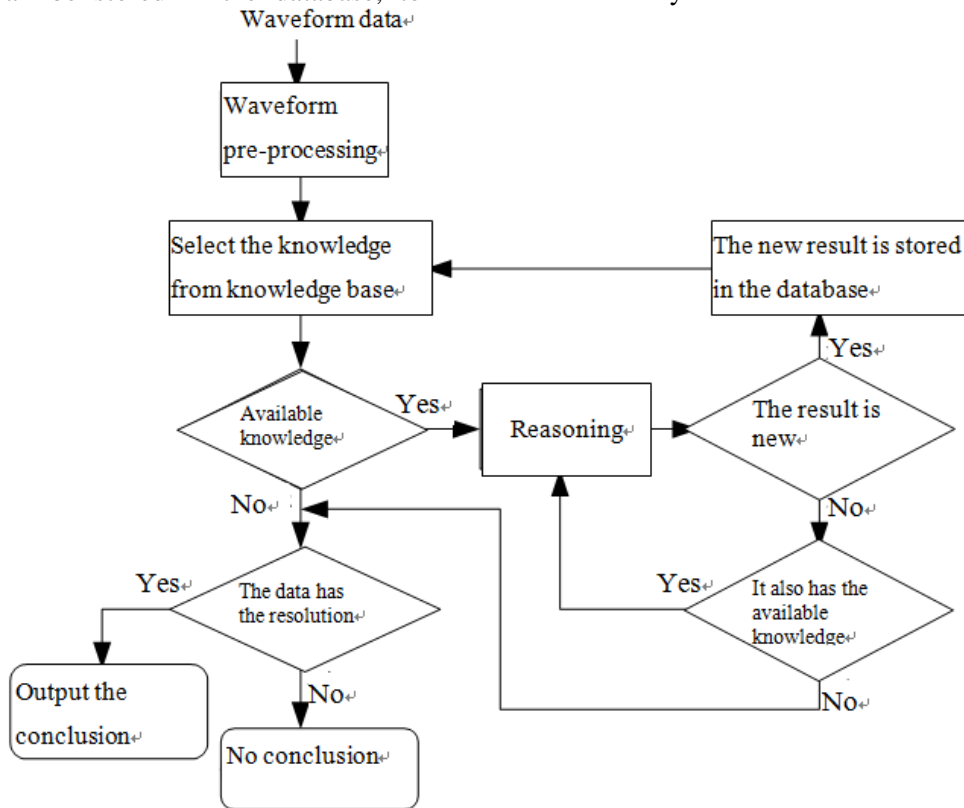 Waveform data
Waveform
pre-processing
Select the knowledge
from knowledge base
The new result is stored
in the database
Yes
Available
knowledge
Yes
Reasoning
The result is
new
No
No
Yes
The data has
the resolution
Yes
It also has the
available
knowledge
Output the
conclusion
No
No conclusion
No